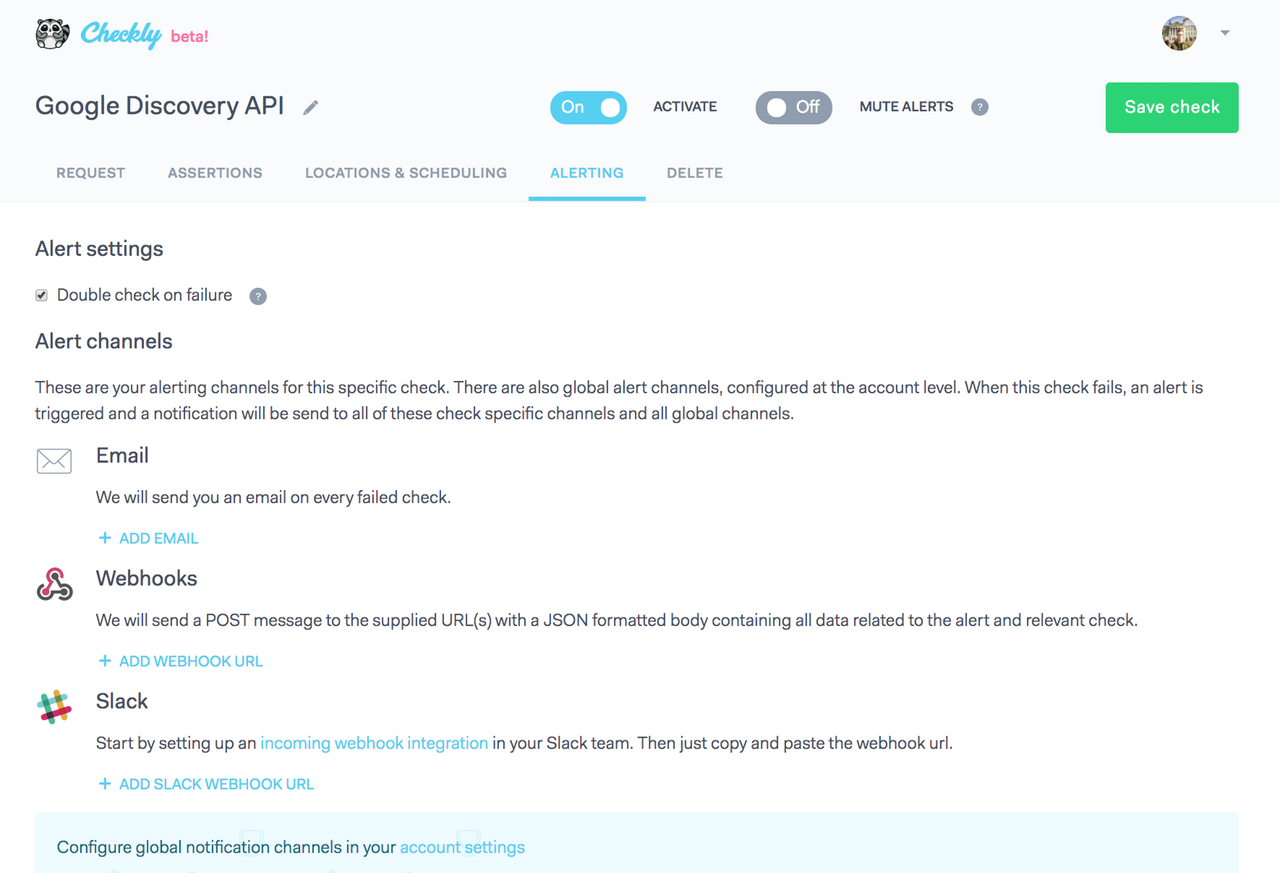 Checkly beta!
Google Discovery API
On ACTIVATE Off MUTE ALERTS ? Save check
REQUEST ASSERTIONS LOCATIONS & SCHEDULING ALERTING DELETE
Alert settings
Double check on failure ?
Alert channels
These are your alerting channels for this specific check. There are also global alert channels, configured at the account level. When this check fails, an alert is
triggered and a notification will be send to all of these check specific channels and all global channels.
Email
We will send you an email on every failed check.
+ ADD EMAIL
Webhooks
We will send a POST message to the supplied URL(s) with a JSON formatted body containing all data related to the alert and relevant check.
+ ADD WEBHOOK URL
Slack
Start by setting up an incoming webhook integration in your Slack team. Then just copy and paste the webhook url.
+ ADD SLACK WEBHOOK URL
Configure global notification channels in your account settings